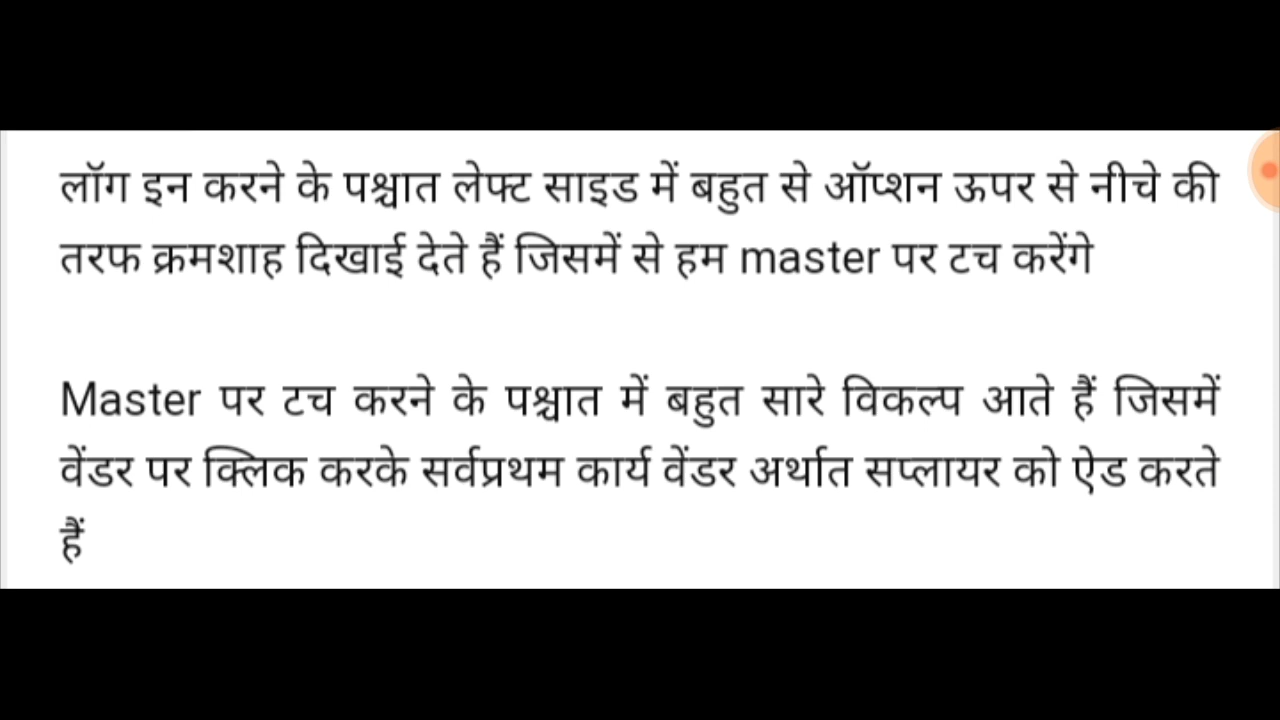 लॉग इन करने के पश्चात लेफ्ट साइड में बहुत से ऑप्शन ऊपर से नीचे की
तरफ क्रमशाह दिखाई देते हैं जिसमें से हम master पर टच करेंगे
Master पर टच करने के पश्चात में बहुत सारे विकल्प आते हैं जिसमें
वेंडर पर क्लिक करके सर्वप्रथम कार्य वेंडर अर्थात सप्लायर को ऐड करते
हैं